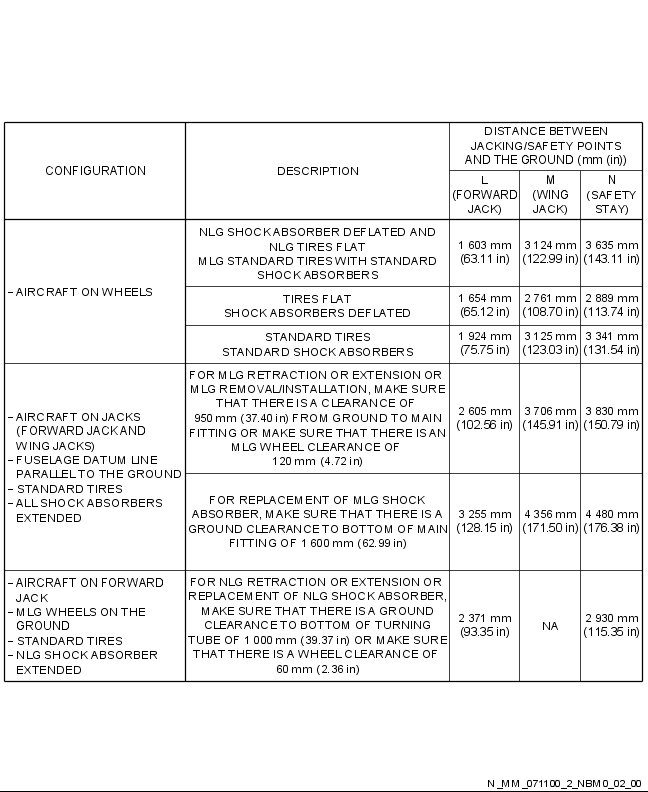 CONFIGURATION
DESCRIPTION
DISTANCE BETWEEN
JACKING/SAFETY POINTS
AND THE GROUND (mm (in))
L
(FORWARD
JACK)
M
(WING
JACK)
N
(SAFETY
STAY)
– AIRCRAFT ON WHEELS
NLG SHOCK ABSORBER DEFLATED AND
NLG TIRES FLAT
MLG STANDARD TIRES WITH STANDARD
SHOCK ABSORBERS
1 603 mm
(63.11 in)
3 124 mm
(122.99 in)
3 635 mm
(143.11 in)
TIRES FLAT
SHOCK ABSORBERS DEFLATED
1 654 mm
(65.12 in)
2 761 mm
(108.70 in)
2 889 mm
(113.74 in)
STANDARD TIRES
STANDARD SHOCK ABSORBERS
1 924 mm
(75.75 in)
3 125 mm
(123.03 in)
3 341 mm
(131.54 in)
– AIRCRAFT ON JACKS
(FORWARD JACK AND
WING JACKS)
– FUSELAGE DATUM LINE
PARALLEL TO THE GROUND
– STANDARD TIRES
– ALL SHOCK ABSORBERS
EXTENDED
FOR MLG RETRACTION OR EXTENSION OR
MLG REMOVAL/INSTALLATION, MAKE SURE
THAT THERE IS A CLEARANCE OF
950 mm (37.40 in) FROM GROUND TO MAIN
FITTING OR MAKE SURE THAT THERE IS AN
MLG WHEEL CLEARANCE OF
120 mm (4.72 in)
2 605 mm
(102.56 in)
3 706 mm
(145.91 in)
3 830 mm
(150.79 in)
FOR REPLACEMENT OF MLG SHOCK
ABSORBER, MAKE SURE THAT THERE IS A
GROUND CLEARANCE TO BOTTOM OF MAIN
FITTING OF 1 600 mm (62.99 in)
3 255 mm
(128.15 in)
4 356 mm
(171.50 in)
4 480 mm
(176.38 in)
– AIRCRAFT ON FORWARD
JACK
– MLG WHEELS ON THE
GROUND
– STANDARD TIRES
– NLG SHOCK ABSORBER
EXTENDED
FOR NLG RETRACTION OR EXTENSION OR
REPLACEMENT OF NLG SHOCK ABSORBER,
MAKE SURE THAT THERE IS A GROUND
CLEARANCE TO BOTTOM OF TURNING
TUBE OF 1 000 mm (39.37 in) OR MAKE SURE
THAT THERE IS A WHEEL CLEARANCE OF
60 mm (2.36 in)
2 371 mm
(93.35 in)
NA
2 930 mm
(115.35 in)
N_MM_071100_2_NBM0_02_00